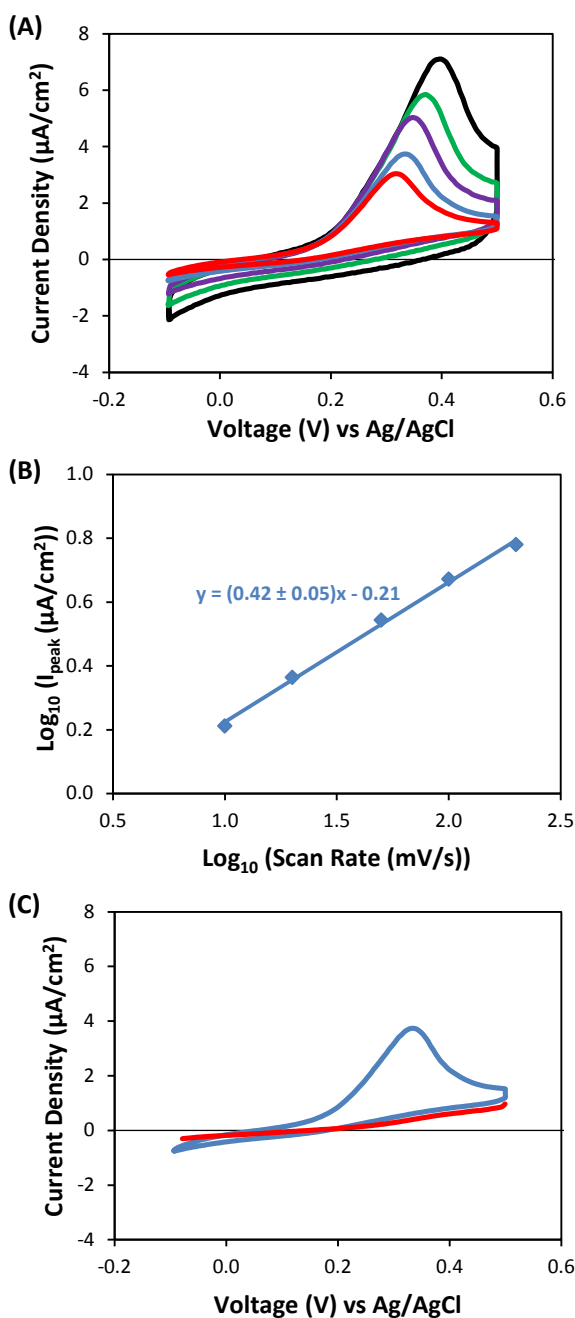 (A)
8
6
4
2
0
-2
-4
Current Density (µA/cm²)
-0.2 0.0 0.2 0.4 0.6
Voltage (V) vs Ag/AgCl
(B)
1.0
0.8
0.6
0.4
0.2
0.0
Log₁₀ (Iₚₑₐₖ (µA/cm²))
y = (0.42 ± 0.05)x - 0.21
0.5 1.0 1.5 2.0 2.5
Log₁₀ (Scan Rate (mV/s))
(C)
8
6
4
2
0
-2
-4
Current Density (µA/cm²)
-0.2 0.0 0.2 0.4 0.6
Voltage (V) vs Ag/AgCl